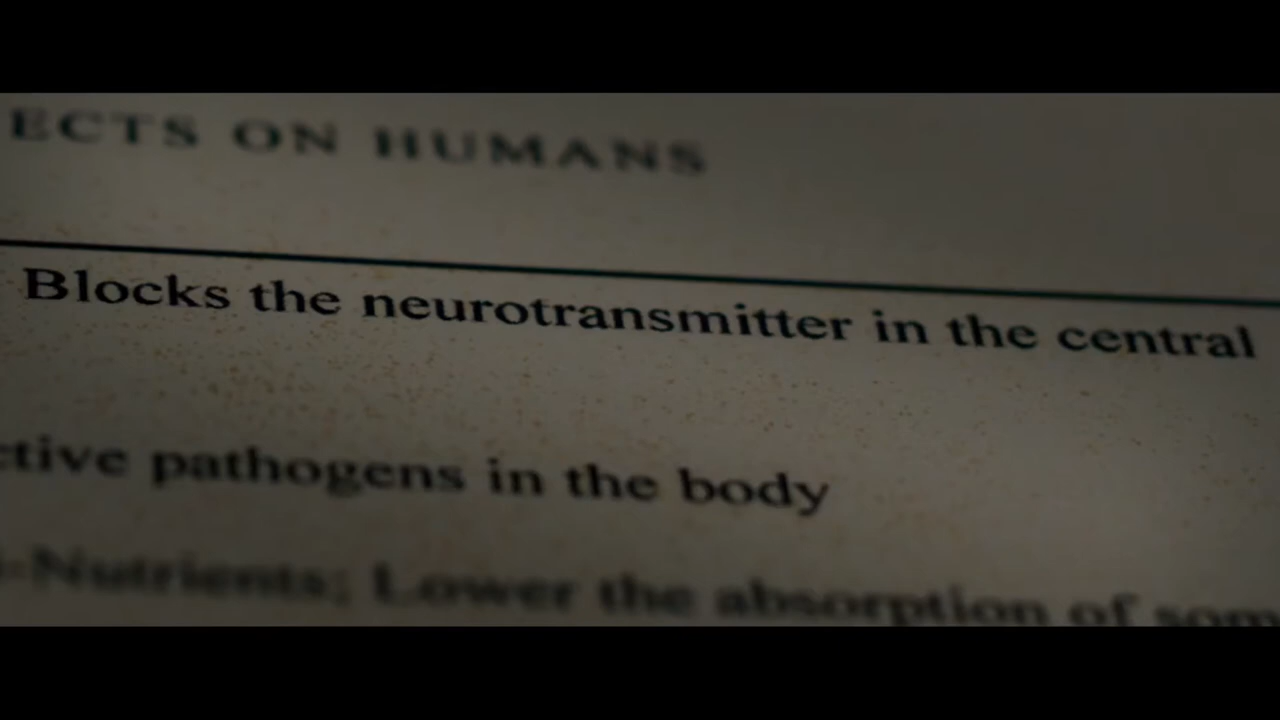 ECTS ON HUMANS
Blocks the neurotransmitter in the central
ctive pathogens in the body
-Nutrients; Lower the absorption of som